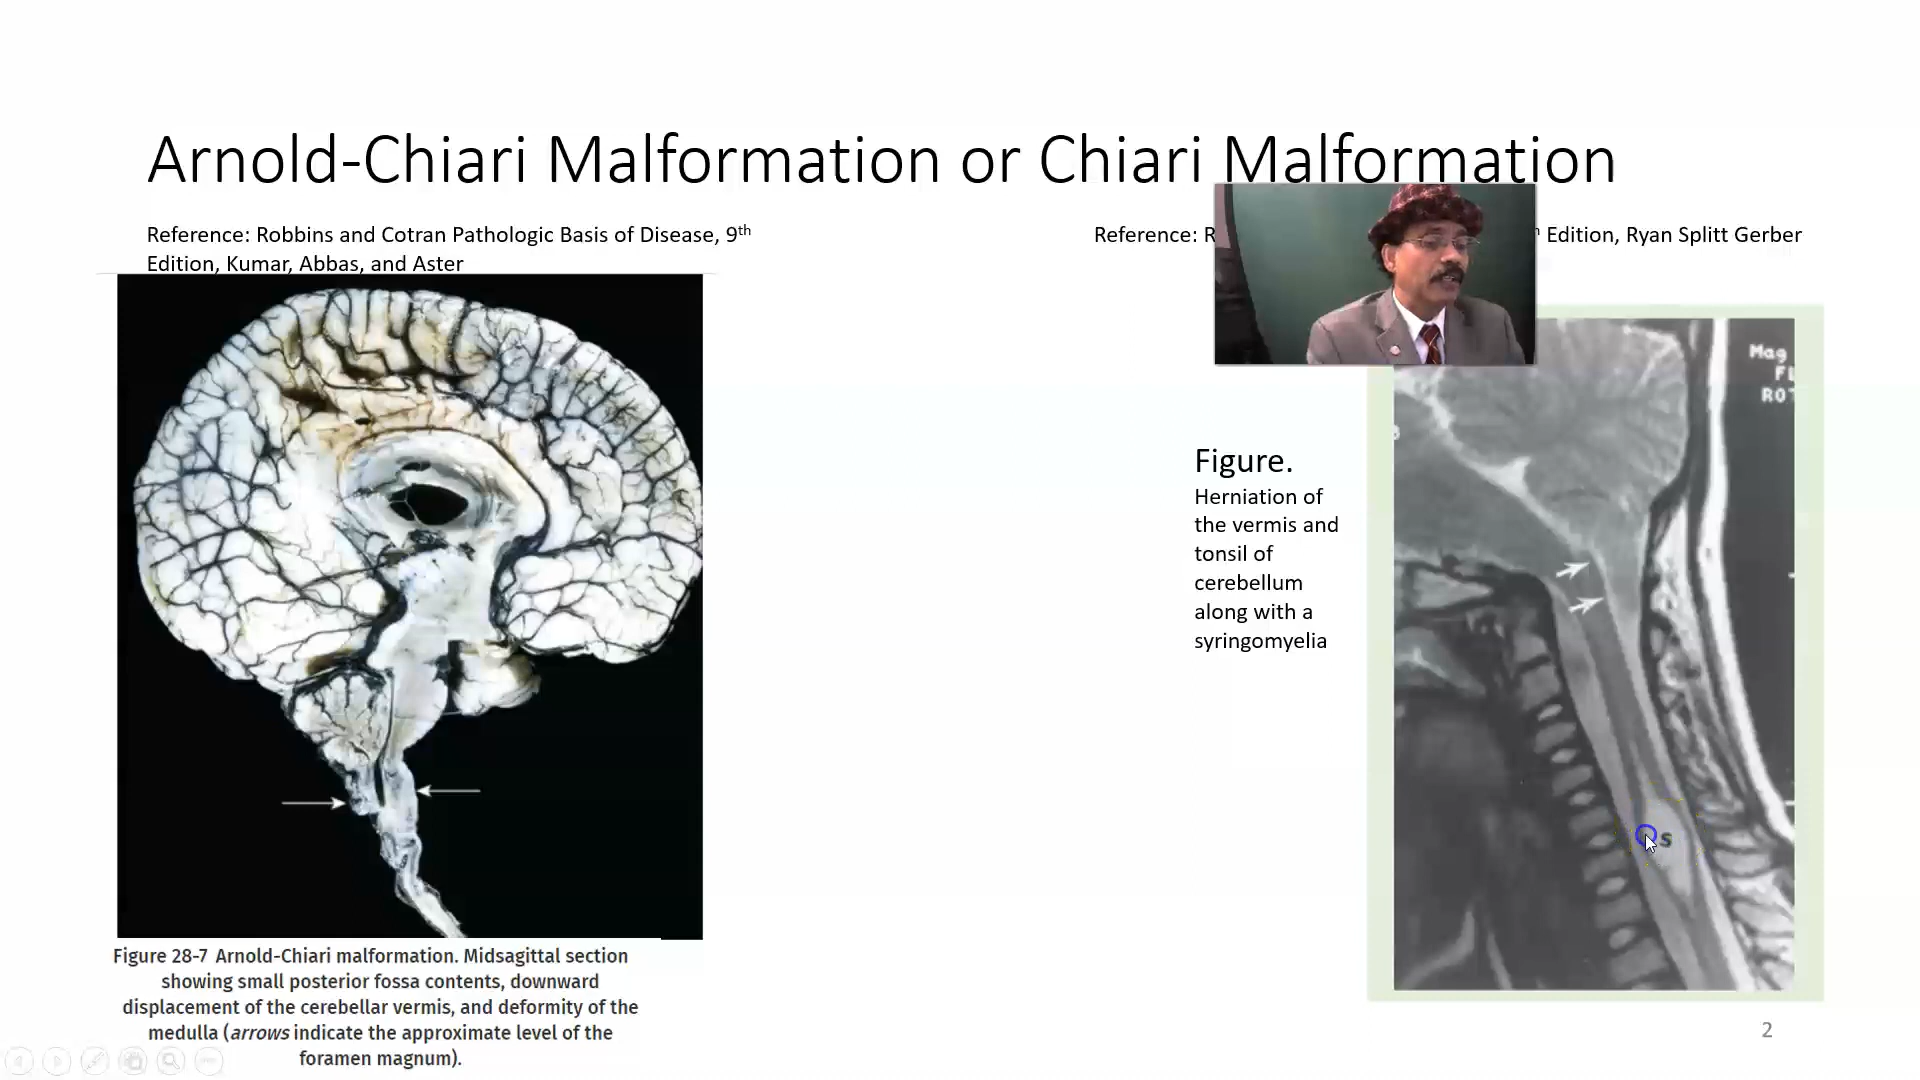 Arnold-Chiari Malformation or Chiari Malformation
Reference: Robbins and Cotran Pathologic Basis of Disease, 9th
Edition, Kumar, Abbas, and Aster
Reference: Edition, Ryan Splitt Gerber
Mag
ROT
Figure.
Herniation of
the vermis and
tonsil of
cerebellum
along with a
syringomyelia
S
Figure 28-7 Arnold-Chiari malformation. Midsagittal section
showing small posterior fossa contents, downward
displacement of the cerebellar vermis, and deformity of the
medulla (arrows indicate the approximate level of the
foramen magnum).
2